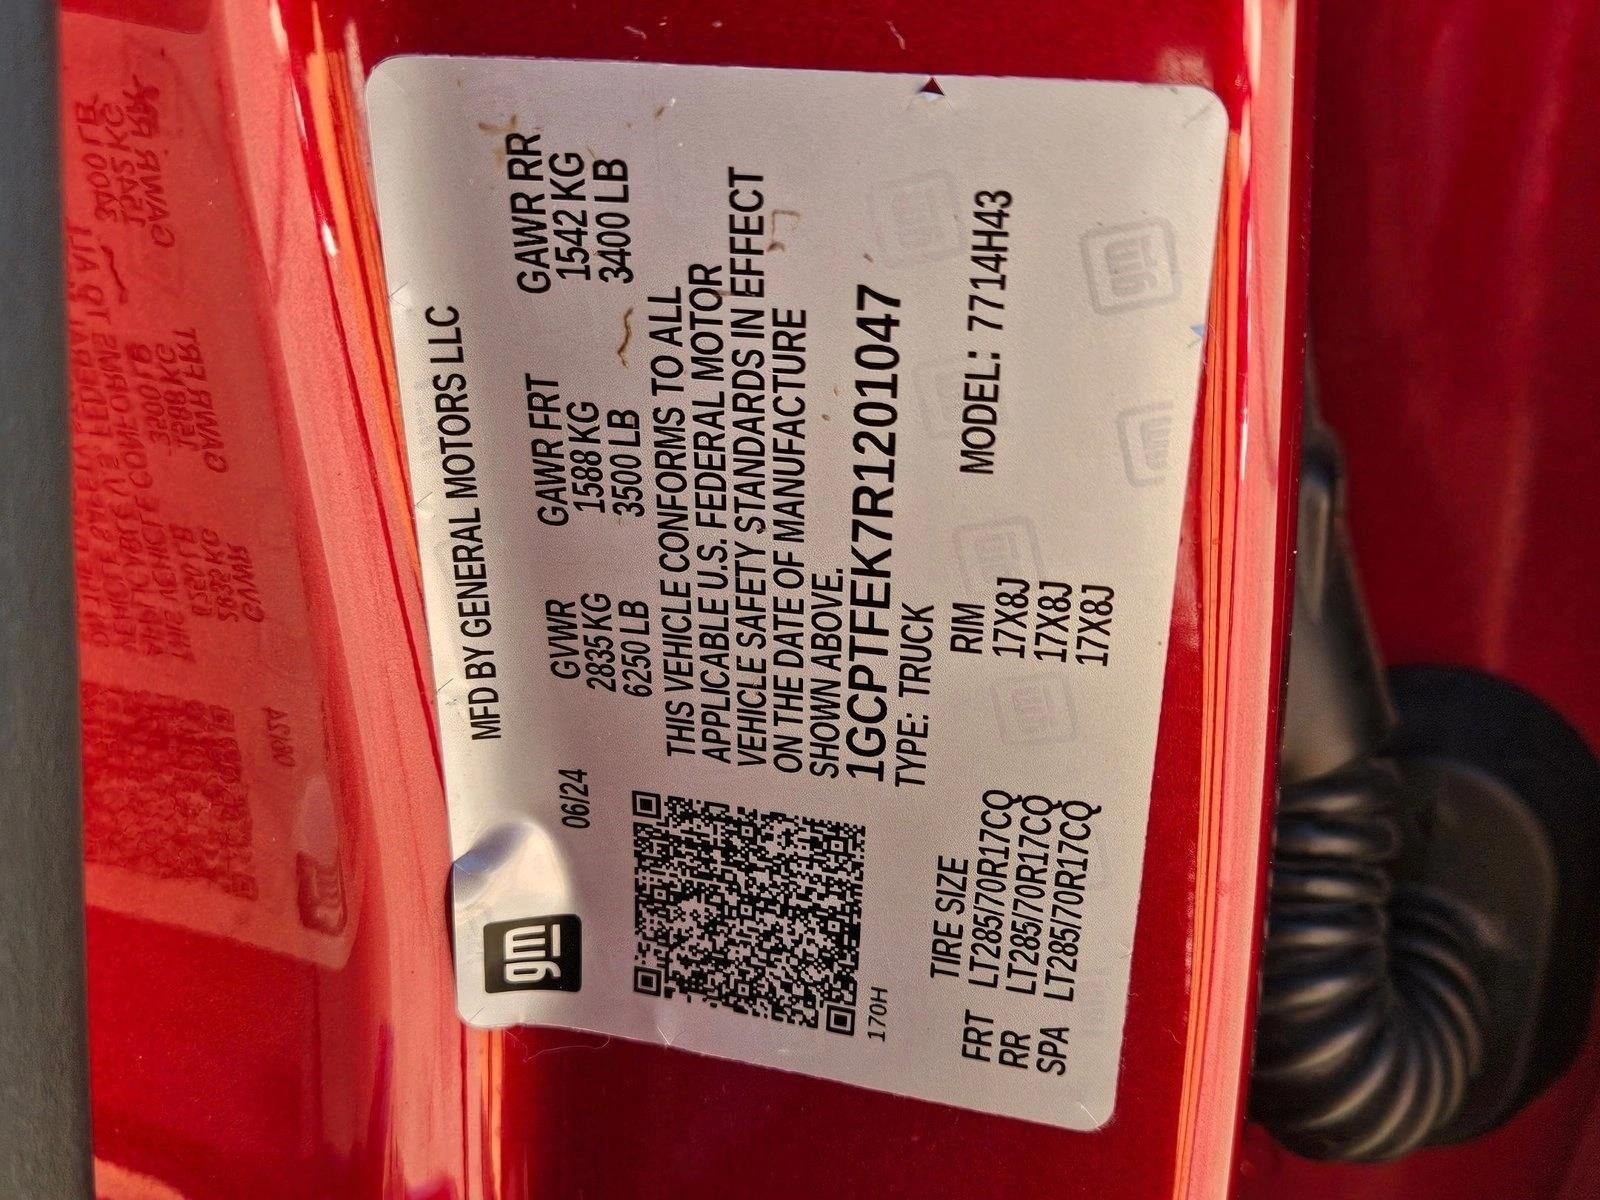 gm
MFD BY GENERAL MOTORS LLC
06/24
GVWR GAWR FRT GAWR RR
2835 KG 1588 KG 1542 KG
6250 LB 3500 LB 3400 LB
THIS VEHICLE CONFORMS TO ALL
APPLICABLE U.S. FEDERAL MOTOR
VEHICLE SAFETY STANDARDS IN EFFECT
ON THE DATE OF MANUFACTURE
SHOWN ABOVE.
1GCPTFEK7R1201047
170H
TYPE: TRUCK
MODEL: 7714H43
TIRE SIZE RIM
FRT LT285/70R17CQ 17X8J
RR LT285/70R17CQ 17X8J
SPA LT285/70R17CQ 17X8J
gm